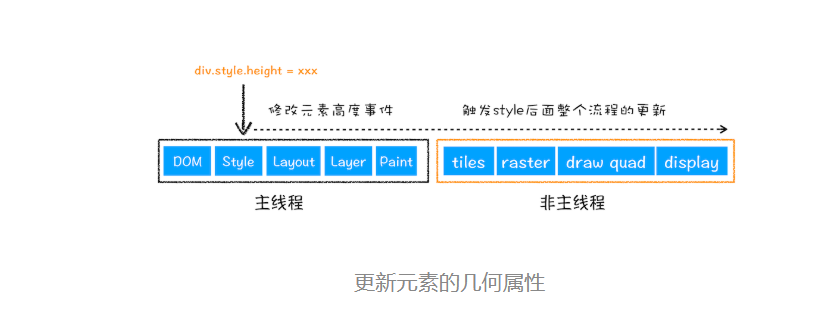 div.style.height = xxx
修改元素高度事件 触发style后面整个流程的更新
DOM Style Layout Layer Paint tiles raster draw quad display
主线程 非主线程
更新元素的几何属性